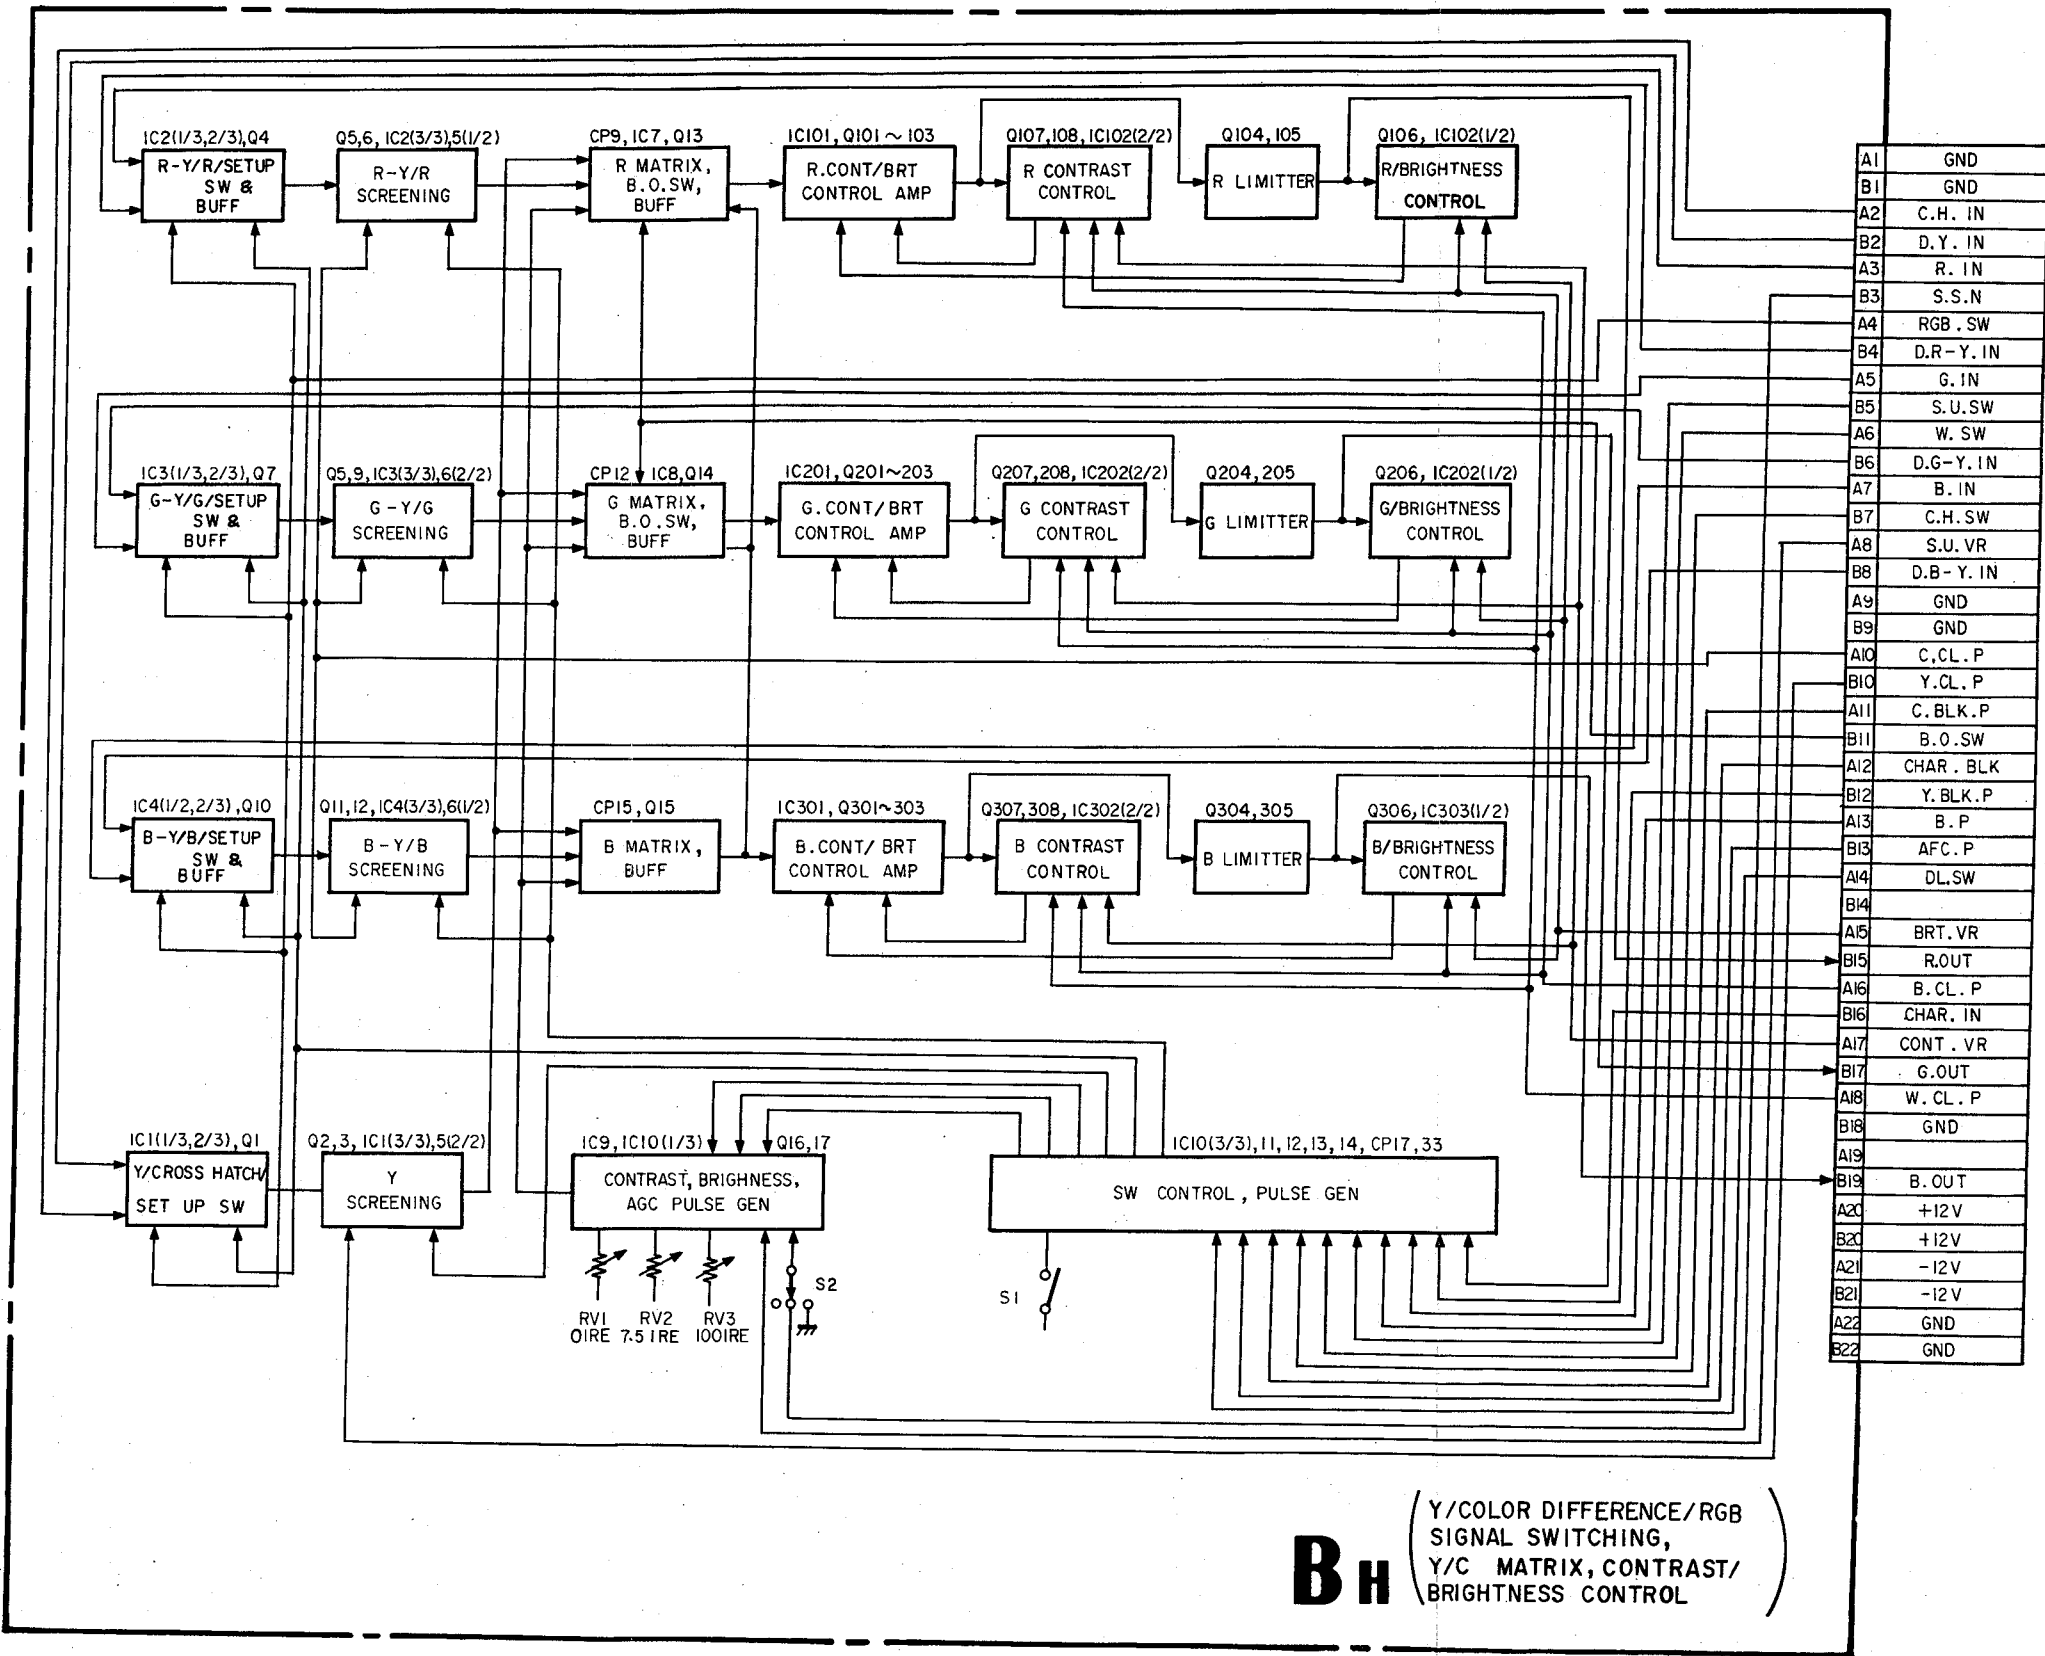 IC2(1/3,2/3),Q4
R-Y/R/SETUP
SW &
BUFF
Q5,6, IC2(3/3),5(1/2)
R-Y/R
SCREENING
CP9, IC7, Q13
R MATRIX,
B.O.SW,
BUFF
IC101, Q101~103
R.CONT/BRT
CONTROL AMP
Q107,108, IC102(2/2)
R CONTRAST
CONTROL
Q104,105
R LIMITTER
Q106, IC102(1/2)
R/BRIGHTNESS
CONTROL
IC3(1/3,2/3), Q7
G-Y/G/SETUP
SW &
BUFF
Q5,9, IC3(3/3),6(2/2)
G-Y/G
SCREENING
CP12 IC8, Q14
G MATRIX,
B.O.SW,
BUFF
IC201, Q201~203
G.CONT/BRT
CONTROL AMP
Q207,208, IC202(2/2)
G CONTRAST
CONTROL
Q204,205
G LIMITTER
Q206, IC202(1/2)
G/BRIGHTNESS
CONTROL
IC4(1/2,2/3),Q10
B-Y/B/SETUP
SW &
BUFF
Q11,12, IC4(3/3),6(1/2)
B-Y/B
SCREENING
CP15, Q15
B MATRIX,
BUFF
IC301, Q301~303
B.CONT/BRT
CONTROL AMP
Q307,308, IC302(2/2)
B CONTRAST
CONTROL
Q304,305
B LIMITTER
Q306, IC303(1/2)
B/BRIGHTNESS
CONTROL
IC1(1/3,2/3), Q1
Y/CROSS HATCH/
SET UP SW
Q2,3, IC1(3/3),5(2/2)
Y
SCREENING
IC9, IC10(1/3) Q16,17
CONTRAST, BRIGHNESS,
AGC PULSE GEN
IC10(3/3),11,12,13,14, CP17,33
SW CONTROL, PULSE GEN
RV1
0IRE
RV2
7.5 IRE
RV3
100IRE
S2
S1
A1 GND
B1 GND
A2 C.H. IN
B2 D.Y. IN
A3 R. IN
B3 S.S.N
A4 RGB.SW
B4 D.R-Y.IN
A5 G.IN
B5 S.U.SW
A6 W. SW
B6 D.G-Y.IN
A7 B.IN
B7 C.H.SW
A8 S.U.VR
B8 D.B-Y.IN
A9 GND
B9 GND
A10 C,CL.P
B10 Y.CL.P
A11 C.BLK.P
B11 B.O.SW
A12 CHAR.BLK
B12 Y.BLK.P
A13 B.P
B13 AFC.P
A14 DL.SW
B14
A15 BRT.VR
B15 R.OUT
A16 B.CL.P
B16 CHAR. IN
A17 CONT.VR
B17 G.OUT
A18 W.CL.P
B18 GND
A19
B19 B.OUT
A20 +12V
B20 +12V
A21 -12V
B21 -12V
A22 GND
B22 GND
BH
Y/COLOR DIFFERENCE/RGB
SIGNAL SWITCHING,
Y/C MATRIX, CONTRAST/
BRIGHTNESS CONTROL